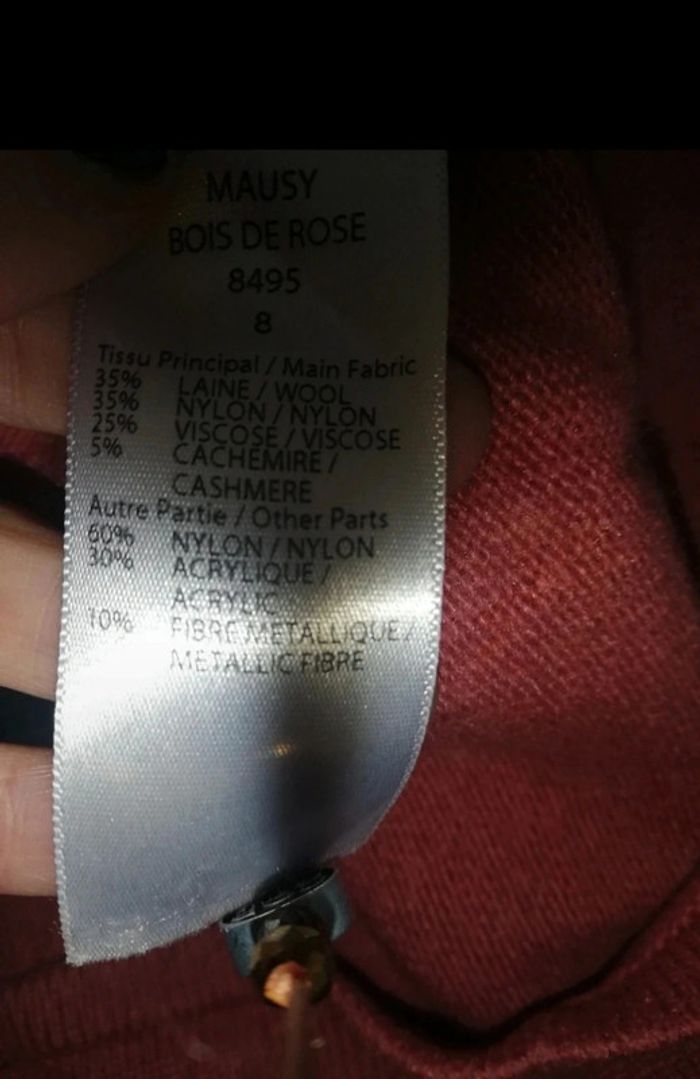 MAUSY
BOIS DE ROSE
8495
8
Tissu Principal / Main Fabric
35% LAINE / WOOL
35% NYLON / NYLON
25% VISCOSE / VISCOSE
5% CACHEMIRE /
CASHMERE
Autre Partie / Other Parts
60% NYLON / NYLON
30% ACRYLIQUE /
ACRYLIC
10% FIBRE METALLIQUE /
METALLIC FIBRE